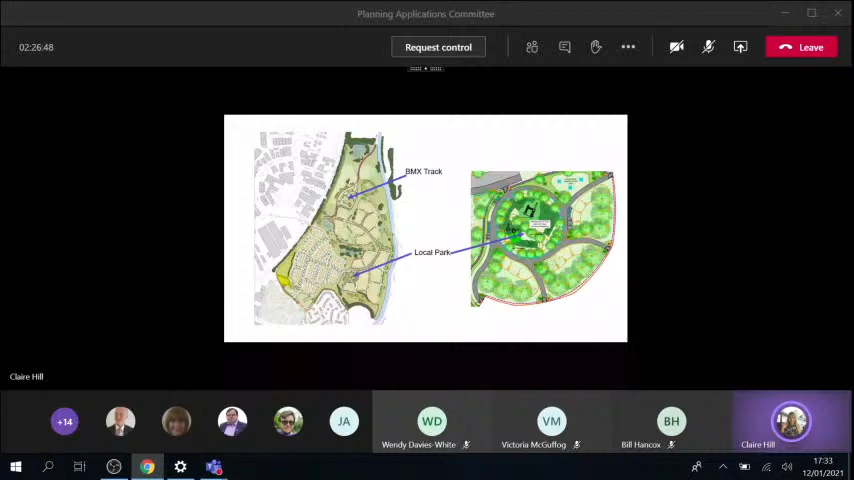 Planning Applications Committee
02:26:48
Request control
Leave
BMX Track
Local Park
Claire Hill
+14
JA
WD
VM
BH
Wendy Davies-White
Victoria McGuffog
Bill Hancox
Claire Hill
17:33
12/01/2021